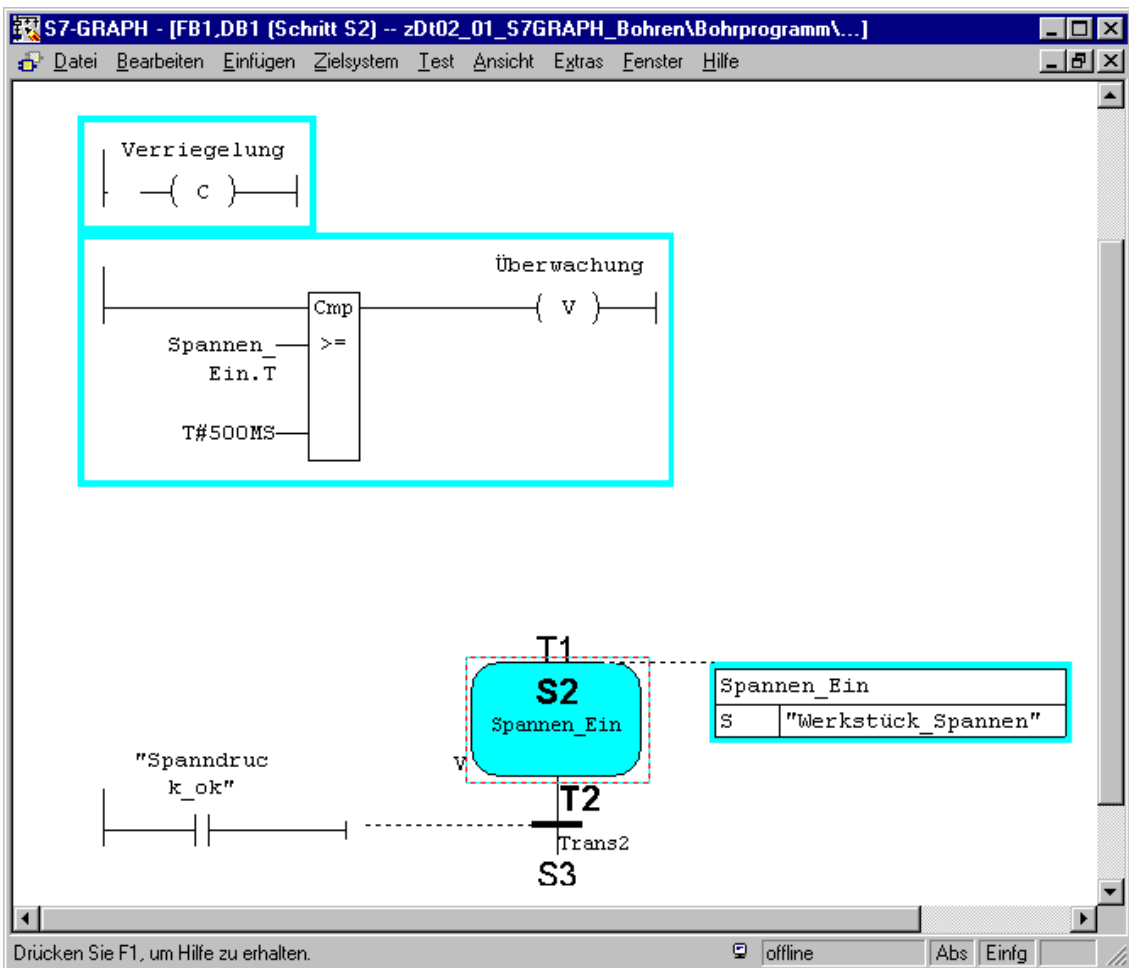 S7-GRAPH - [FB1,DB1 (Schritt S2) -- zDt02_01_S7GRAPH_Bohren\Bohrprogramm\...]
Datei Bearbeiten Einfügen Zielsystem Test Ansicht Extras Fenster Hilfe
Verriegelung
( C )
Überwachung
Cmp ( V )
Spannen_ >=
Ein.T
T#500MS
T1
S2
Spannen_Ein
Spannen_Ein
S "Werkstück_Spannen"
V
"Spanndruc
k_ok"
T2
Trans2
S3
Drücken Sie F1, um Hilfe zu erhalten. offline Abs Einfg